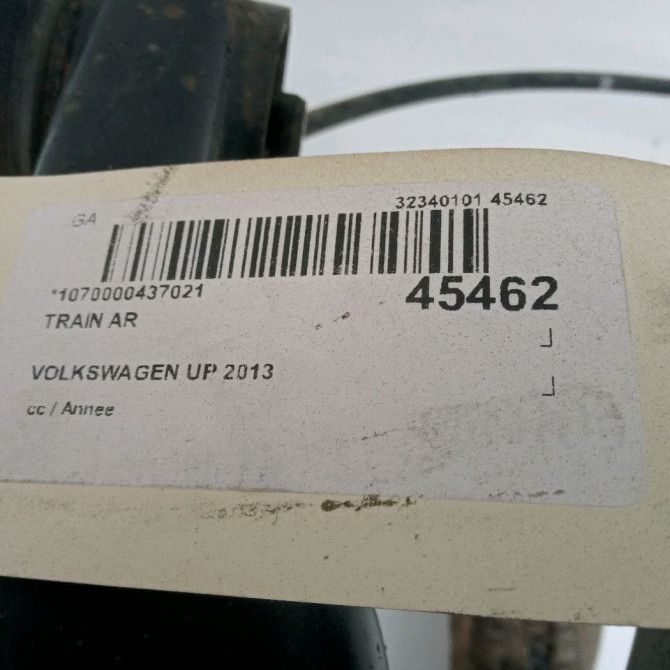 GA
32340101 45462
*1070000437021
45462
TRAIN AR
VOLKSWAGEN UP 2013
cc / Annee